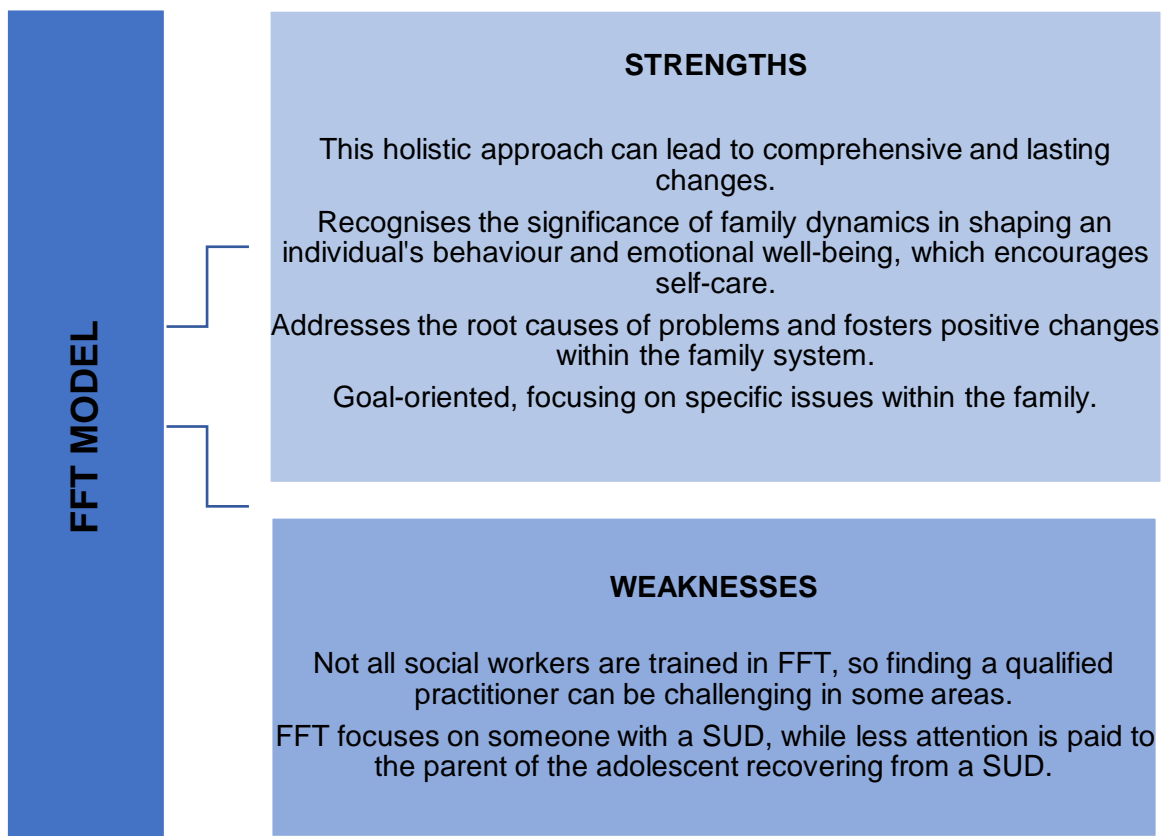 FFT MODEL
STRENGTHS
This holistic approach can lead to comprehensive and lasting
changes.
Recognises the significance of family dynamics in shaping an
individual's behaviour and emotional well-being, which encourages
self-care.
Addresses the root causes of problems and fosters positive changes
within the family system.
Goal-oriented, focusing on specific issues within the family.
WEAKNESSES
Not all social workers are trained in FFT, so finding a qualified
practitioner can be challenging in some areas.
FFT focuses on someone with a SUD, while less attention is paid to
the parent of the adolescent recovering from a SUD.